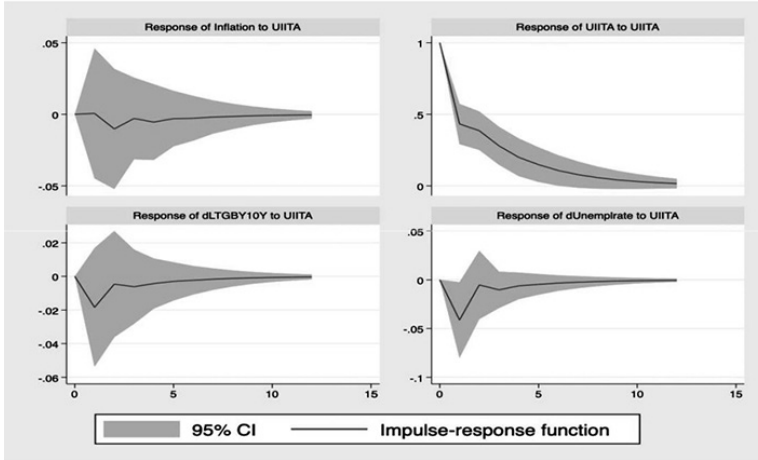 Response of Inflation to UIITA
Response of UIITA to UIITA
.05
0
-.05
1
.5
0
Response of dLTGBY10Y to UIITA
Response of dUnemplrate to UIITA
.02
0
-.02
-.04
-.06
.05
0
-.05
-.1
0 5 10 15
0 5 10 15
95% CI
Impulse-response function